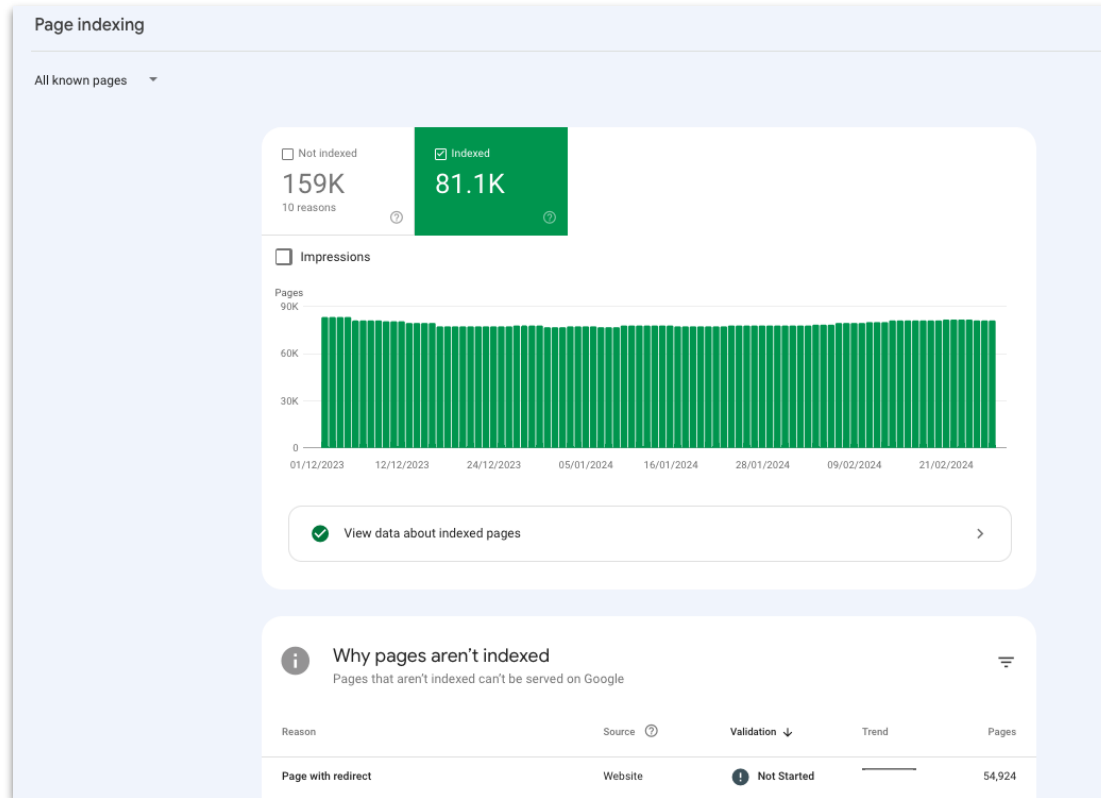 Page indexing
All known pages
Not indexed
159K
10 reasons
Indexed
81.1K
Impressions
Pages
90K
60K
30K
0
01/12/2023 12/12/2023 24/12/2023 05/01/2024 16/01/2024 28/01/2024 09/02/2024 21/02/2024
View data about indexed pages
Why pages aren't indexed
Pages that aren't indexed can't be served on Google
Reason Source Validation Trend Pages
Page with redirect Website Not Started 54,924